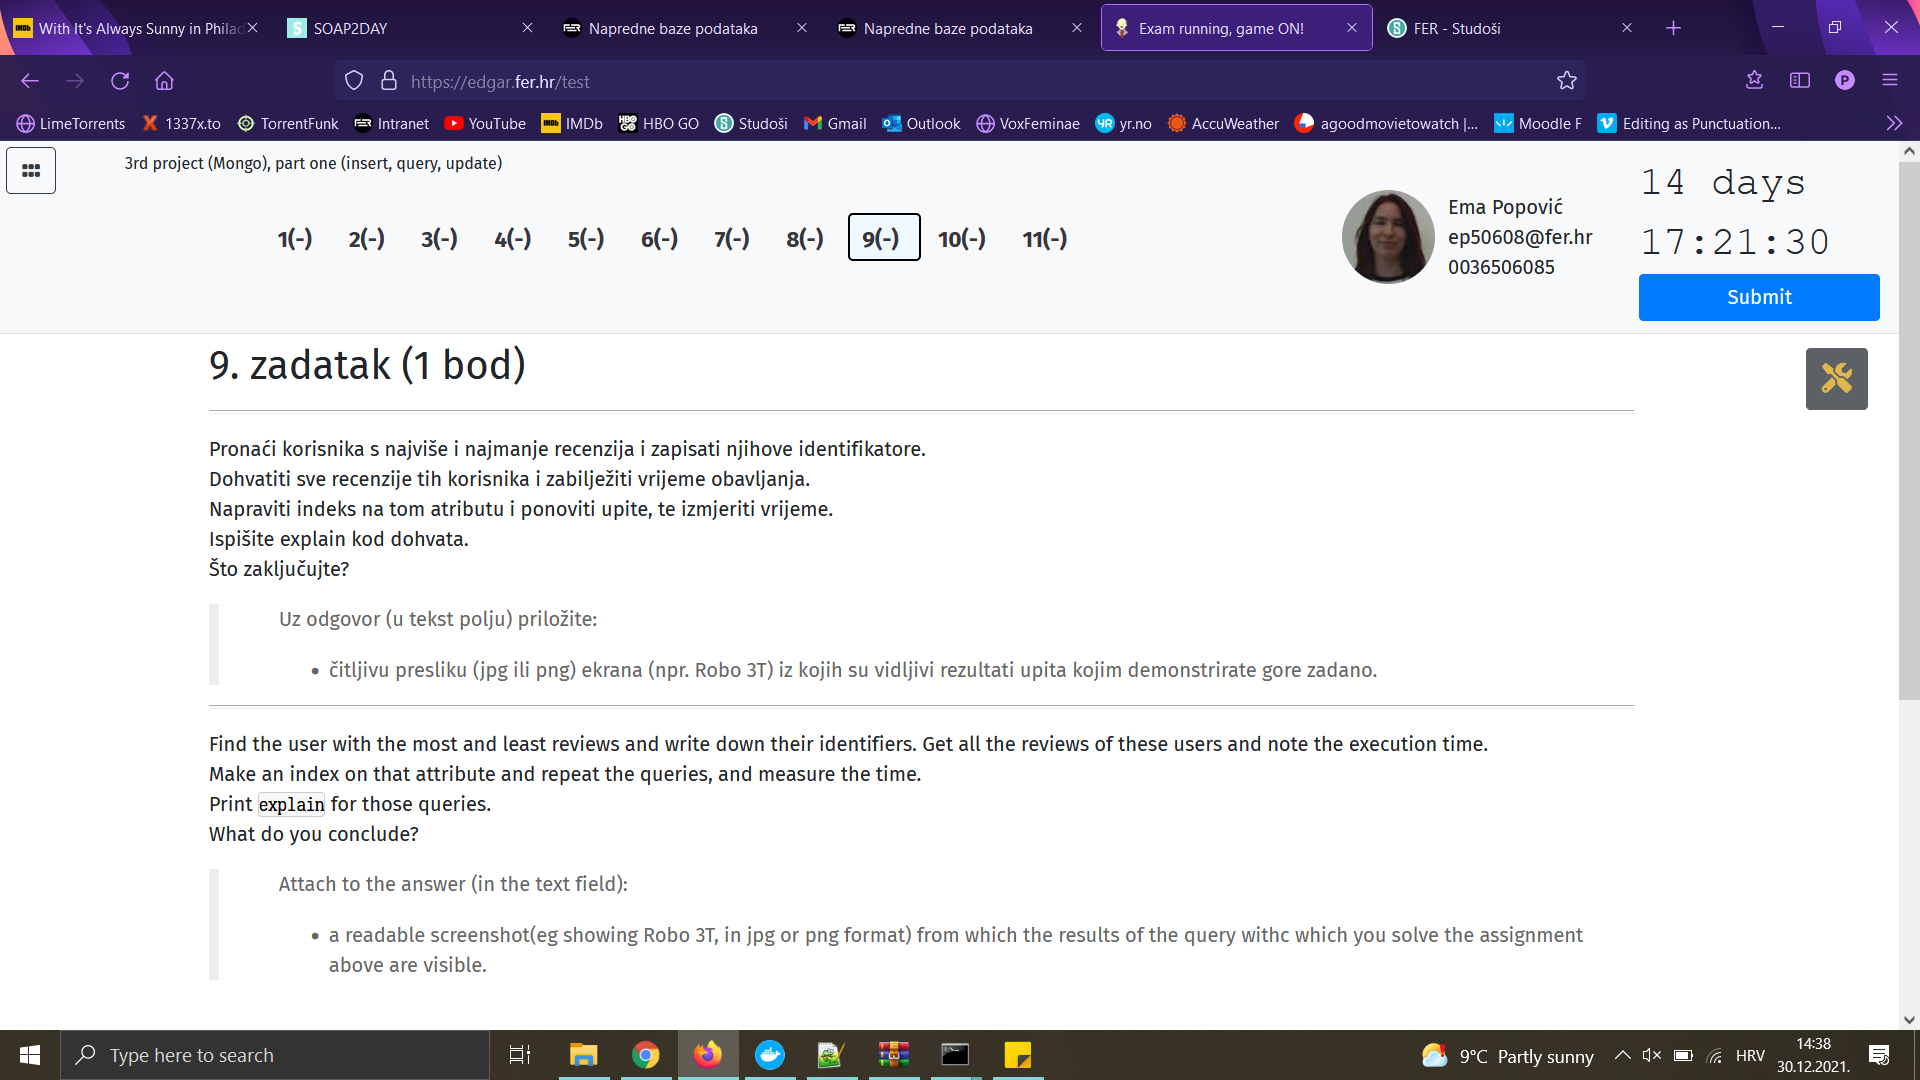 With It's Always Sunny in Philad
SOAP2DAY
Napredne baze podataka
Napredne baze podataka
Exam running, game ON!
FER - Studoši
https://edgar.fer.hr/test
LimeTorrents
1337x.to
TorrentFunk
Intranet
YouTube
IMDb
HBO GO
Studoši
Gmail
Outlook
VoxFeminae
yr.no
AccuWeather
agoodmovietowatch |...
Moodle F
Editing as Punctuation...
3rd project (Mongo), part one (insert, query, update)
1(-) 2(-) 3(-) 4(-) 5(-) 6(-) 7(-) 8(-) 9(-) 10(-) 11(-)
Ema Popović
ep50608@fer.hr
0036506085
14 days
17:21:30
Submit
9. zadatak (1 bod)
Pronaći korisnika s najviše i najmanje recenzija i zapisati njihove identifikatore.
Dohvatiti sve recenzije tih korisnika i zabilježiti vrijeme obavljanja.
Napraviti indeks na tom atributu i ponoviti upite, te izmjeriti vrijeme.
Ispišite explain kod dohvata.
Što zaključujte?
Uz odgovor (u tekst polju) priložite:
• čitljivu presliku (jpg ili png) ekrana (npr. Robo 3T) iz kojih su vidljivi rezultati upita kojim demonstrirate gore zadano.
Find the user with the most and least reviews and write down their identifiers. Get all the reviews of these users and note the execution time.
Make an index on that attribute and repeat the queries, and measure the time.
Print explain for those queries.
What do you conclude?
Attach to the answer (in the text field):
• a readable screenshot(eg showing Robo 3T, in jpg or png format) from which the results of the query withc which you solve the assignment
above are visible.
Type here to search
9°C Partly sunny
HRV
14:38
30.12.2021.